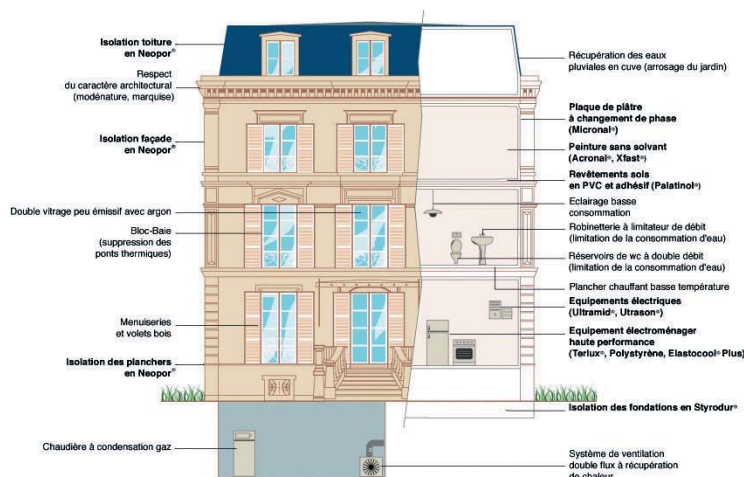 Isolation toiture
en Neopor®
Respect
du caractère architectural
(modénature, marquise)
Isolation façade
en Neopor®
Double vitrage peu émissif avec argon
Bloc-Baie
(suppression des
ponts thermiques)
Menuiseries
et volets bois
Isolation des planchers
en Neopor®
Chaudière à condensation gaz
Récupération des eaux
pluviales en cuve (arrosage du jardin)
Plaque de plâtre
à changement de phase
(Micronal®)
Peinture sans solvant
(Acronal®, Xfast®)
Revêtements sols
en PVC et adhésif (Palatinol®)
Eclairage basse
consommation
Robinetterie à limitateur de débit
(limitation de la consommation d'eau)
Réservoirs de wc à double débit
(limitation de la consommation d'eau)
Plancher chauffant basse température
Equipements électriques
(Ultramid®, Utrason®)
Equipement électroménager
haute performance
(Terlux®, Polystyrène, Elastocool® Plus)
Isolation des fondations en Styrodur®
Système de ventilation
double flux à récupération
de chaleur